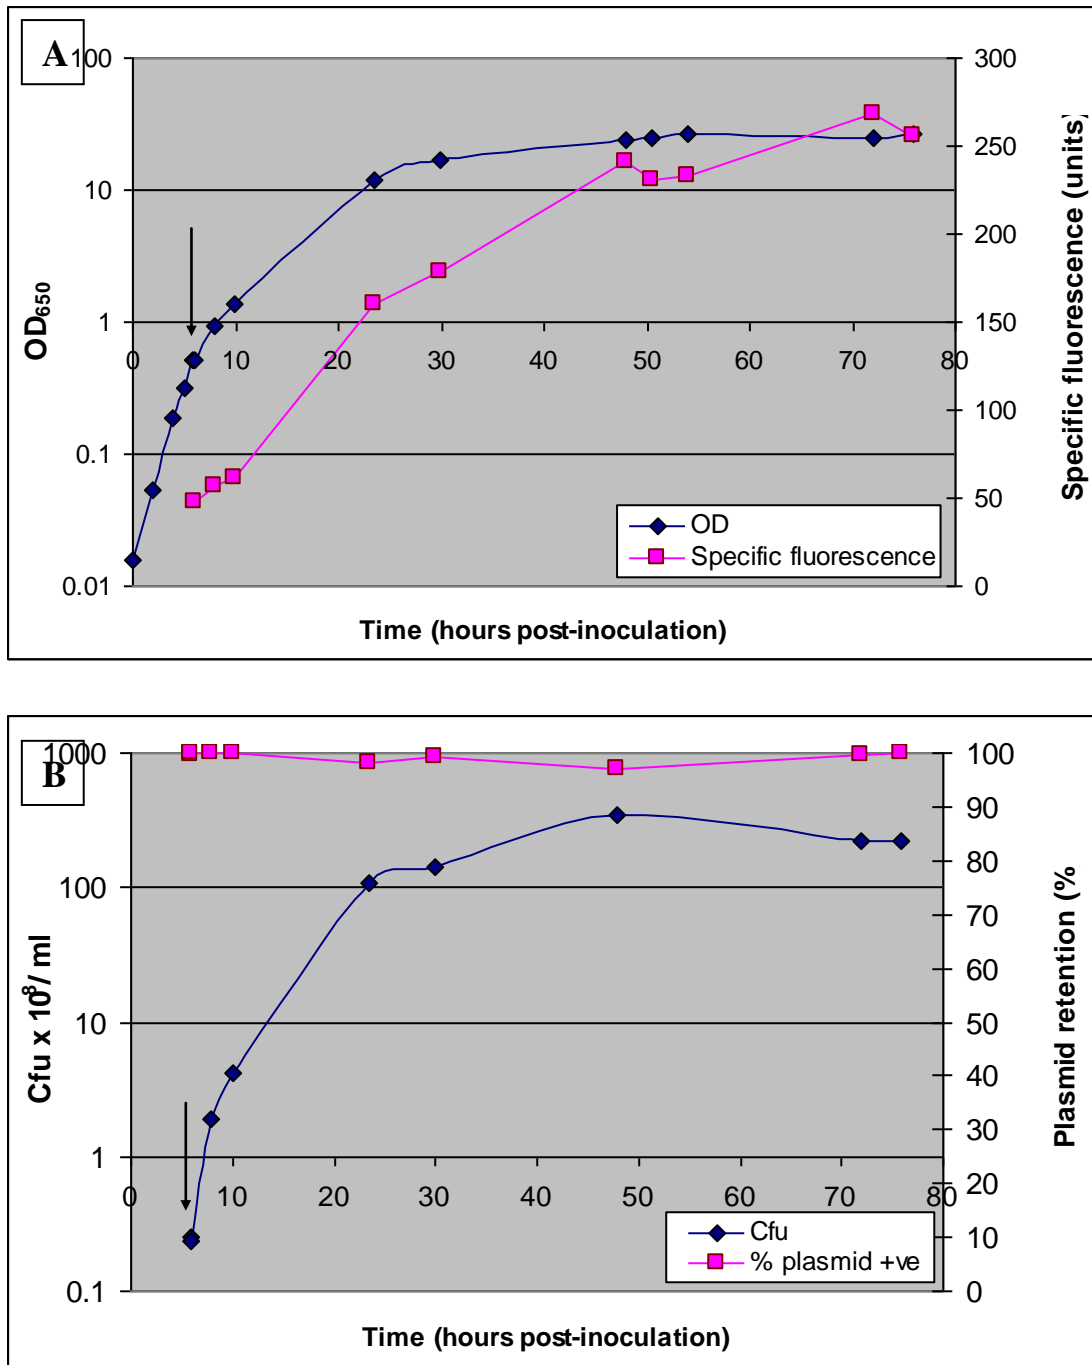 A
100
10
1
0.1
0.01
OD650
0 10 20 30 40 50 60 70 80
300
250
200
150
100
50
0
Specific fluorescence (units)
OD
Specific fluorescence
Time (hours post-inoculation)
B
1000
100
10
1
0.1
Cfu x 10^8/ ml
0 10 20 30 40 50 60 70 80
100
90
80
70
60
50
40
30
20
10
0
Plasmid retention (%
Cfu
% plasmid +ve
Time (hours post-inoculation)